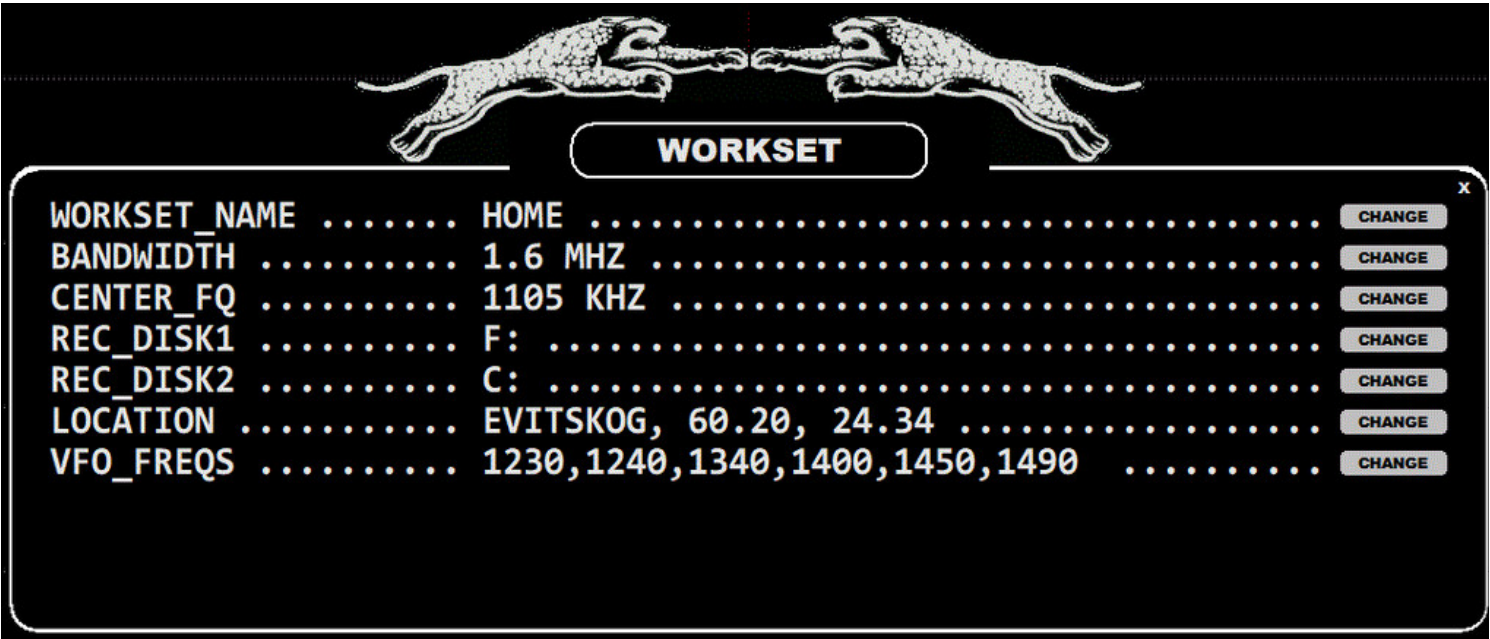 WORKSET
x
WORKSET_NAME ....... HOME .................................... CHANGE
BANDWIDTH .......... 1.6 MHZ ................................. CHANGE
CENTER_FQ .......... 1105 KHZ ................................ CHANGE
REC_DISK1 .......... F: ...................................... CHANGE
REC_DISK2 .......... C: ...................................... CHANGE
LOCATION ........... EVITSKOG, 60.20, 24.34 .................. CHANGE
VFO_FREQS .......... 1230,1240,1340,1400,1450,1490 .......... CHANGE